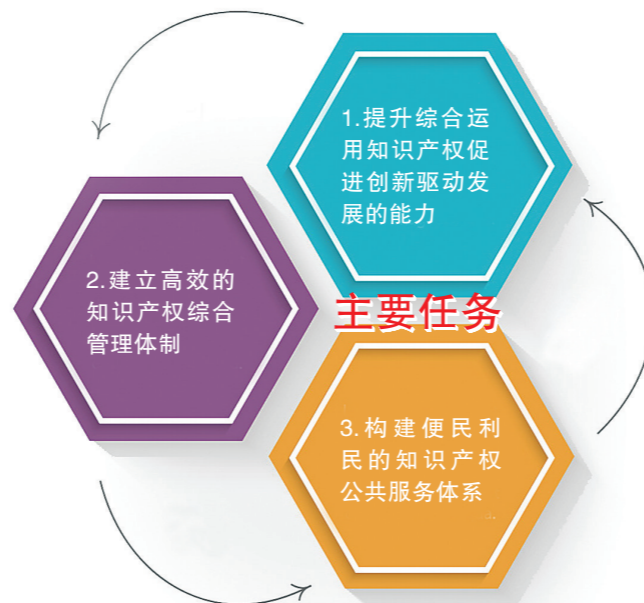 1.提升综合运
用知识产权促
进创新驱动发
展的能力
2.建立高效的
知识产权综合
管理体制
主要任务
3.构建便民利
民的知识产权
公共服务体系